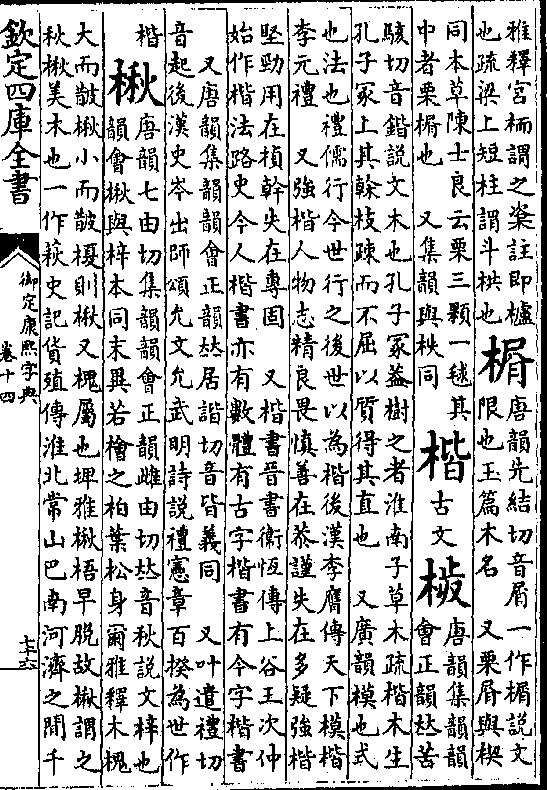 雅釋宮栭謂之楶註即櫨
也疏梁上短柱謂斗栱也
榍
唐韻先結切音屑一作楣說文
限也玉篇木名　又栗屑與楔
同本草陳士良云栗三顆一毬其
中者栗榍也　又集韻與柣同
楷
古文
唐韻集韻韻
會正韻𠀤苦
駭切音鍇說文木也孔子冢葢樹之者淮南子草木疏楷木生
孔子冢上其榦枝疎而不屈以質得其直也　又廣韻模也式
也法也禮儒行今世行之後世以為楷後漢李膺傳天下模楷
李元禮　又強楷人物志精良畏慎善在恭謹失在多疑強楷
堅勁用在楨幹失在專固　又楷書晉書衛恆傳上谷王次仲
始作楷法路史今人楷書亦有數體有古字楷書有今字楷書
又唐韻集韻韻會正韻𠀤居諧切音皆義同　又叶遣禮切
音起後漢史岑出師頌允文允武明詩說禮憲章百揆為世作
楷
楸
唐韻七由切集韻韻會正韻雌由切𠀤音秋說文梓也
韻會楸與梓本同末異若檜之柏葉松身爾雅釋木槐
大而皵楸小而皵榎則楸又槐屬也埤雅楸梧早脫故楸謂之
秋楸美木也一作萩史記貨殖傳淮北常山巴南河濟之間千
欽定四庫全書
御定康熙字典
卷十四
七十六